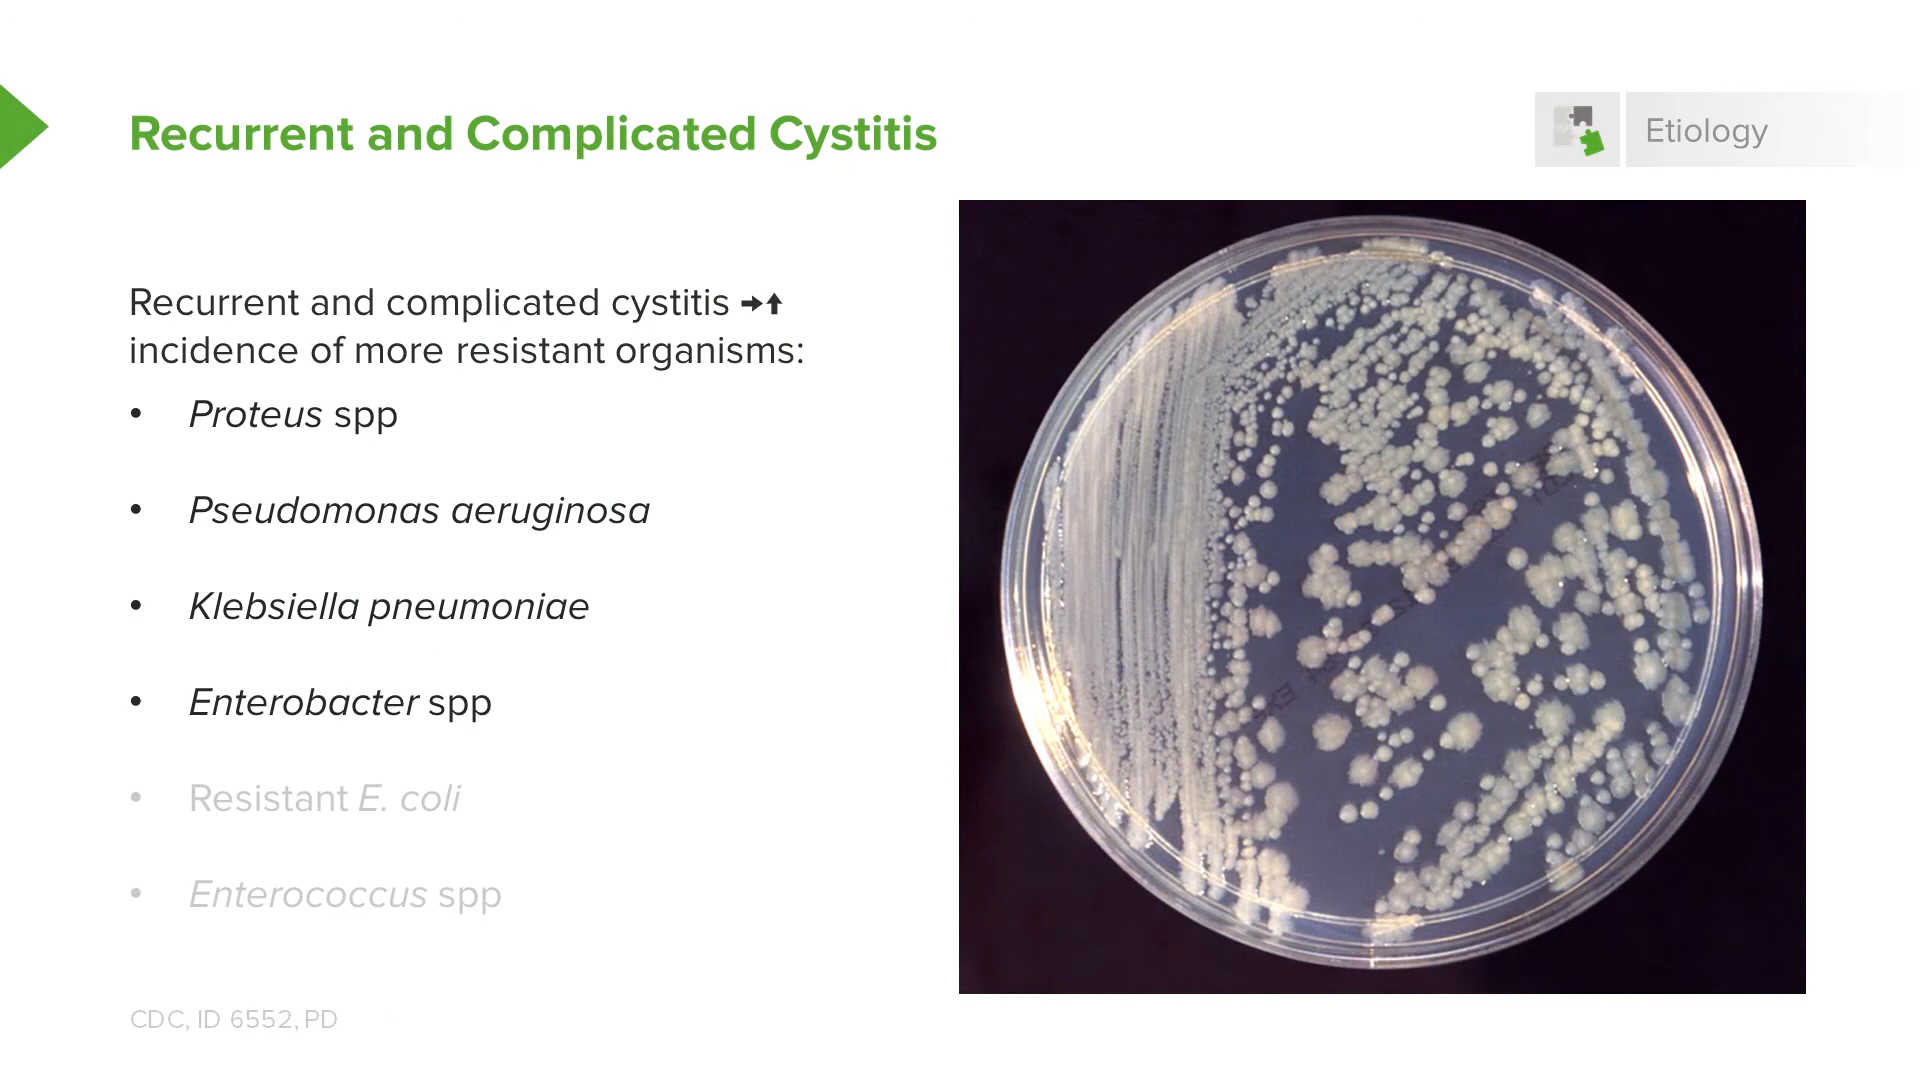 Recurrent and Complicated Cystitis
Etiology
Recurrent and complicated cystitis →↑
incidence of more resistant organisms:
• Proteus spp
• Pseudomonas aeruginosa
• Klebsiella pneumoniae
• Enterobacter spp
• Resistant E. coli
• Enterococcus spp
CDC, ID 6552, PD